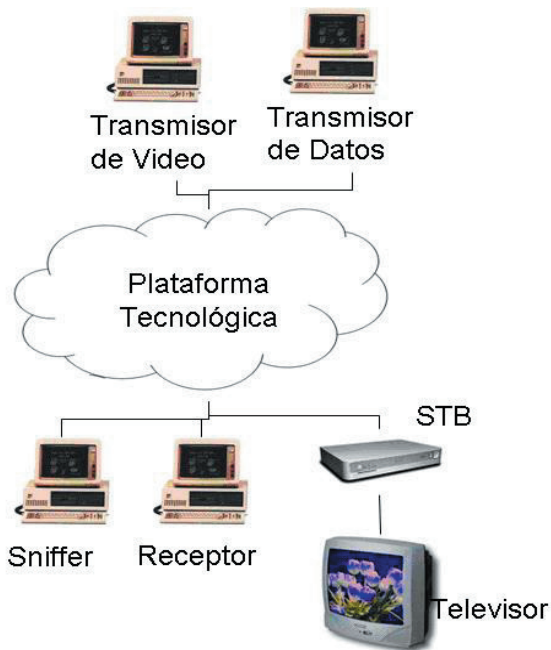 Transmisor
de Video
Transmisor
de Datos
Plataforma
Tecnológica
STB
Sniffer
Receptor
Televisor